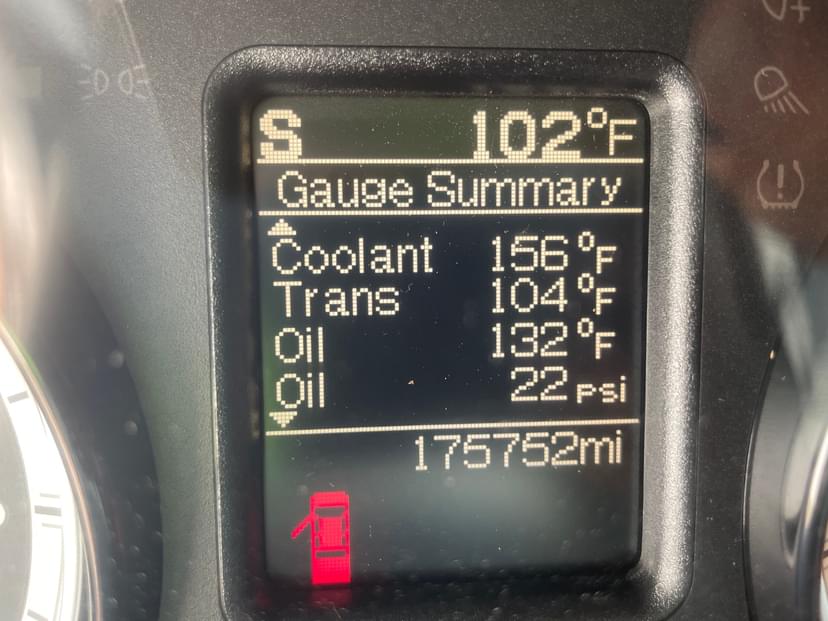 S 102°F
Gauge Summary
Coolant 156°F
Trans 104°F
Oil 132°F
Oil 22 psi
175752mi